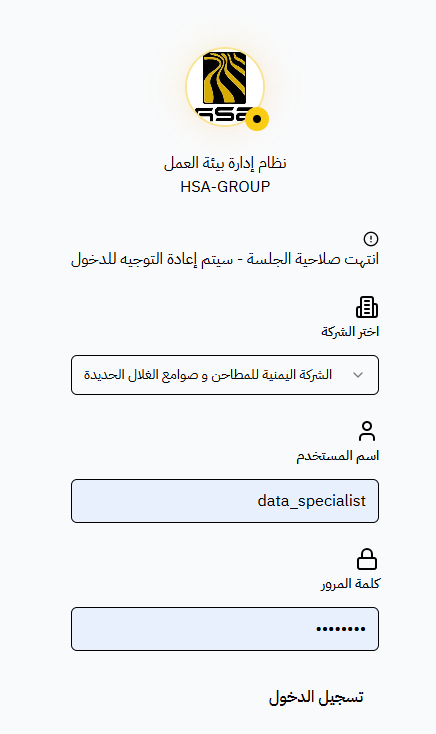 HSA
نظام إدارة بيئة العمل
HSA-GROUP
انتهت صلاحية الجلسة - سيتم إعادة التوجيه للدخول
اختر الشركة
الشركة اليمنية للمطاحن و صوامع الغلال الحديدة
اسم المستخدم
data_specialist
كلمة المرور
••••••••
تسجيل الدخول